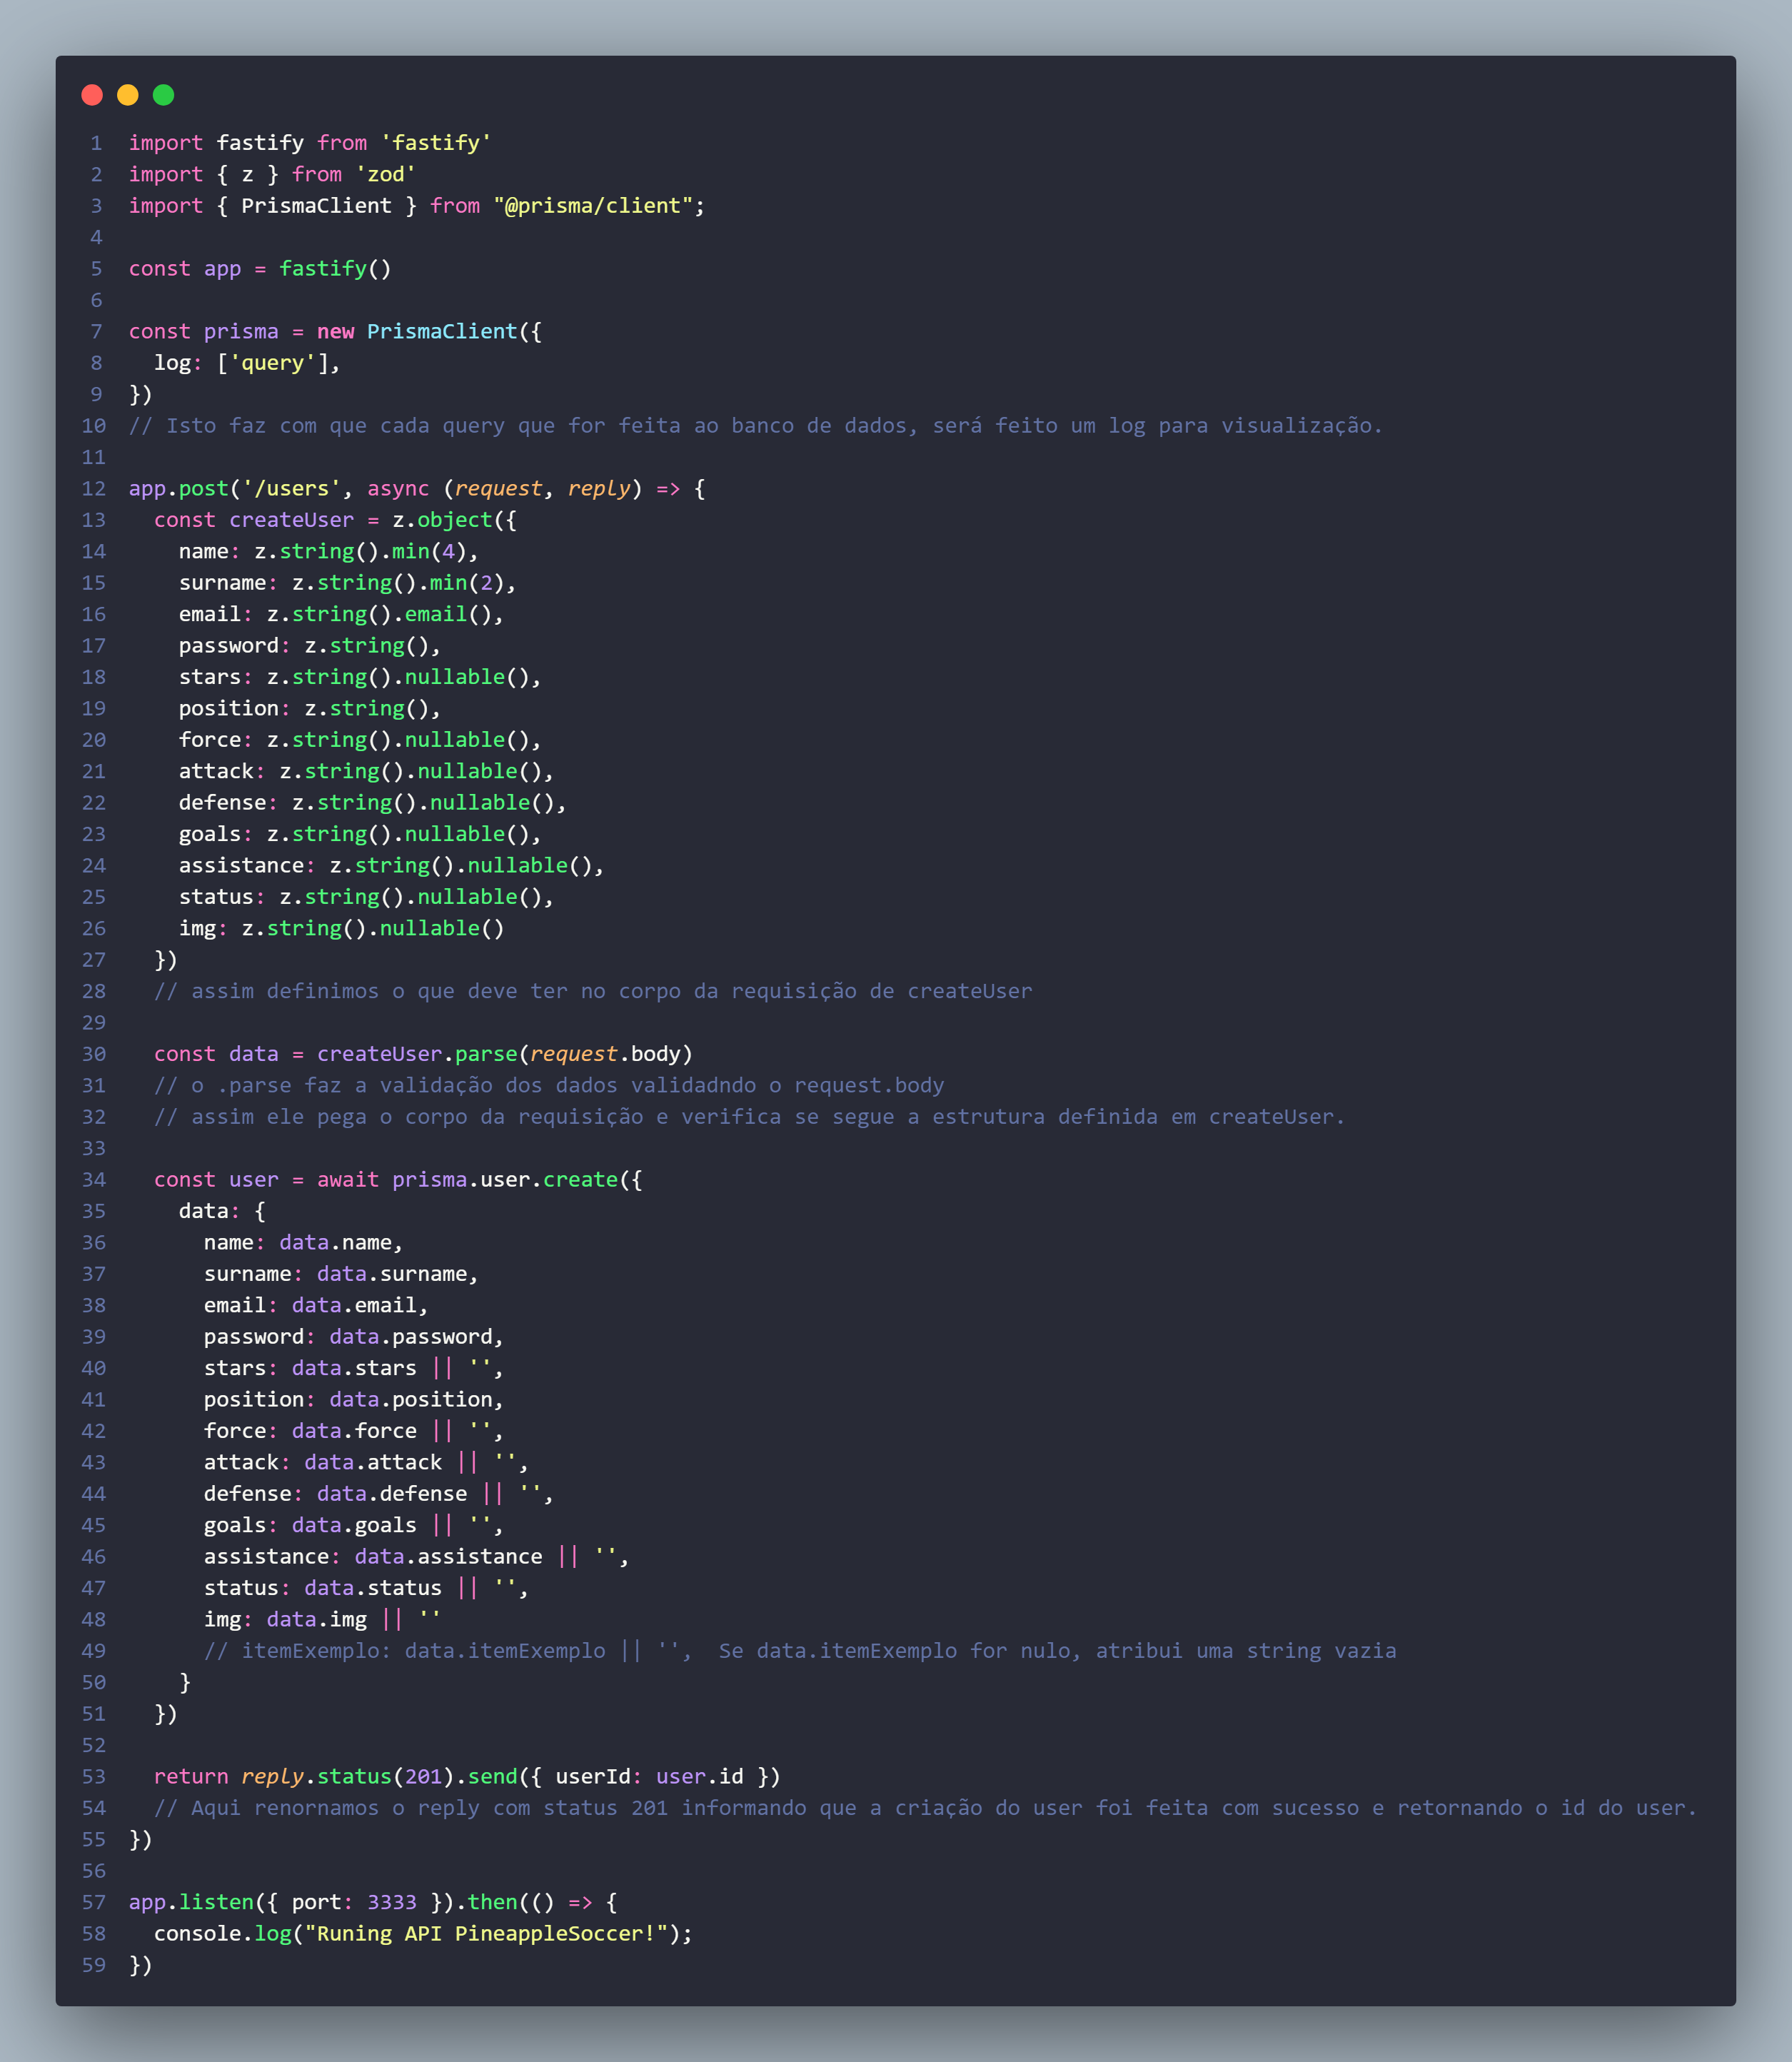 1 import fastify from 'fastify'
2 import { z } from 'zod'
3 import { PrismaClient } from "@prisma/client";
4
5 const app = fastify()
6
7 const prisma = new PrismaClient({
8   log: ['query'],
9 })
10 // Isto faz com que cada query que for feita ao banco de dados, será feito um log para visualização.
11
12 app.post('/users', async (request, reply) => {
13   const createUser = z.object({
14     name: z.string().min(4),
15     surname: z.string().min(2),
16     email: z.string().email(),
17     password: z.string(),
18     stars: z.string().nullable(),
19     position: z.string(),
20     force: z.string().nullable(),
21     attack: z.string().nullable(),
22     defense: z.string().nullable(),
23     goals: z.string().nullable(),
24     assistance: z.string().nullable(),
25     status: z.string().nullable(),
26     img: z.string().nullable()
27   })
28   // assim definimos o que deve ter no corpo da requisição de createUser
29
30   const data = createUser.parse(request.body)
31   // o .parse faz a validação dos dados validadndo o request.body
32   // assim ele pega o corpo da requisição e verifica se segue a estrutura definida em createUser.
33
34   const user = await prisma.user.create({
35     data: {
36       name: data.name,
37       surname: data.surname,
38       email: data.email,
39       password: data.password,
40       stars: data.stars || '',
41       position: data.position,
42       force: data.force || '',
43       attack: data.attack || '',
44       defense: data.defense || '',
45       goals: data.goals || '',
46       assistance: data.assistance || '',
47       status: data.status || '',
48       img: data.img || ''
49       // itemExemplo: data.itemExemplo || '',  Se data.itemExemplo for nulo, atribui uma string vazia
50     }
51   })
52
53   return reply.status(201).send({ userId: user.id })
54   // Aqui renornamos o reply com status 201 informando que a criação do user foi feita com sucesso e retornando o id do user.
55 })
56
57 app.listen({ port: 3333 }).then(() => {
58   console.log("Runing API PineappleSoccer!");
59 })